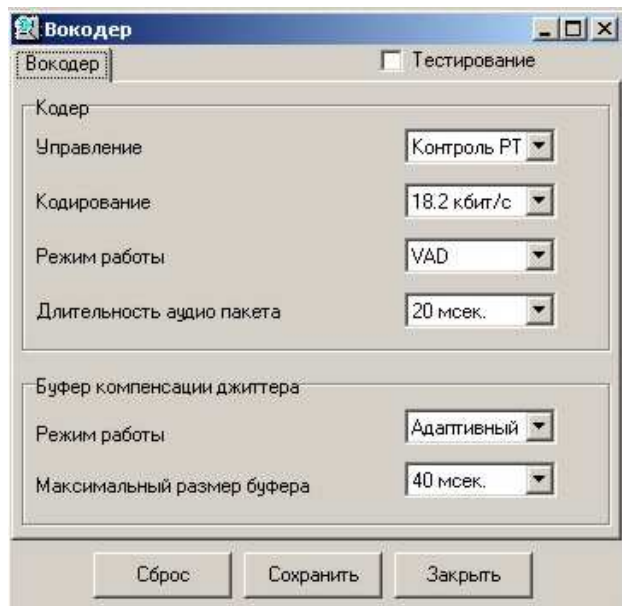 Вокодер
Вокодер
Тестирование
Кодер
Управление Контроль РТ
Кодирование 18.2 кбит/с
Режим работы VAD
Длительность аудио пакета 20 мсек.
Буфер компенсации джиттера
Режим работы Адаптивный
Максимальный размер буфера 40 мсек.
Сброс Сохранить Закрыть